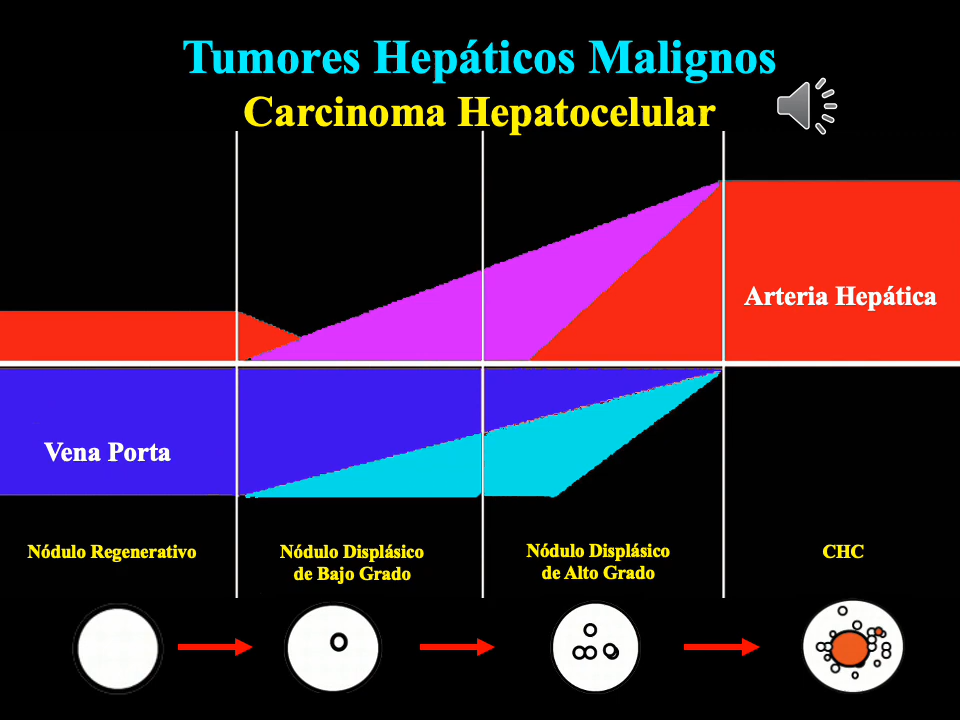 Tumores Hepáticos Malignos
Carcinoma Hepatocelular
Arteria Hepática
Vena Porta
Nódulo Regenerativo
Nódulo Displásico
de Bajo Grado
Nódulo Displásico
de Alto Grado
CHC